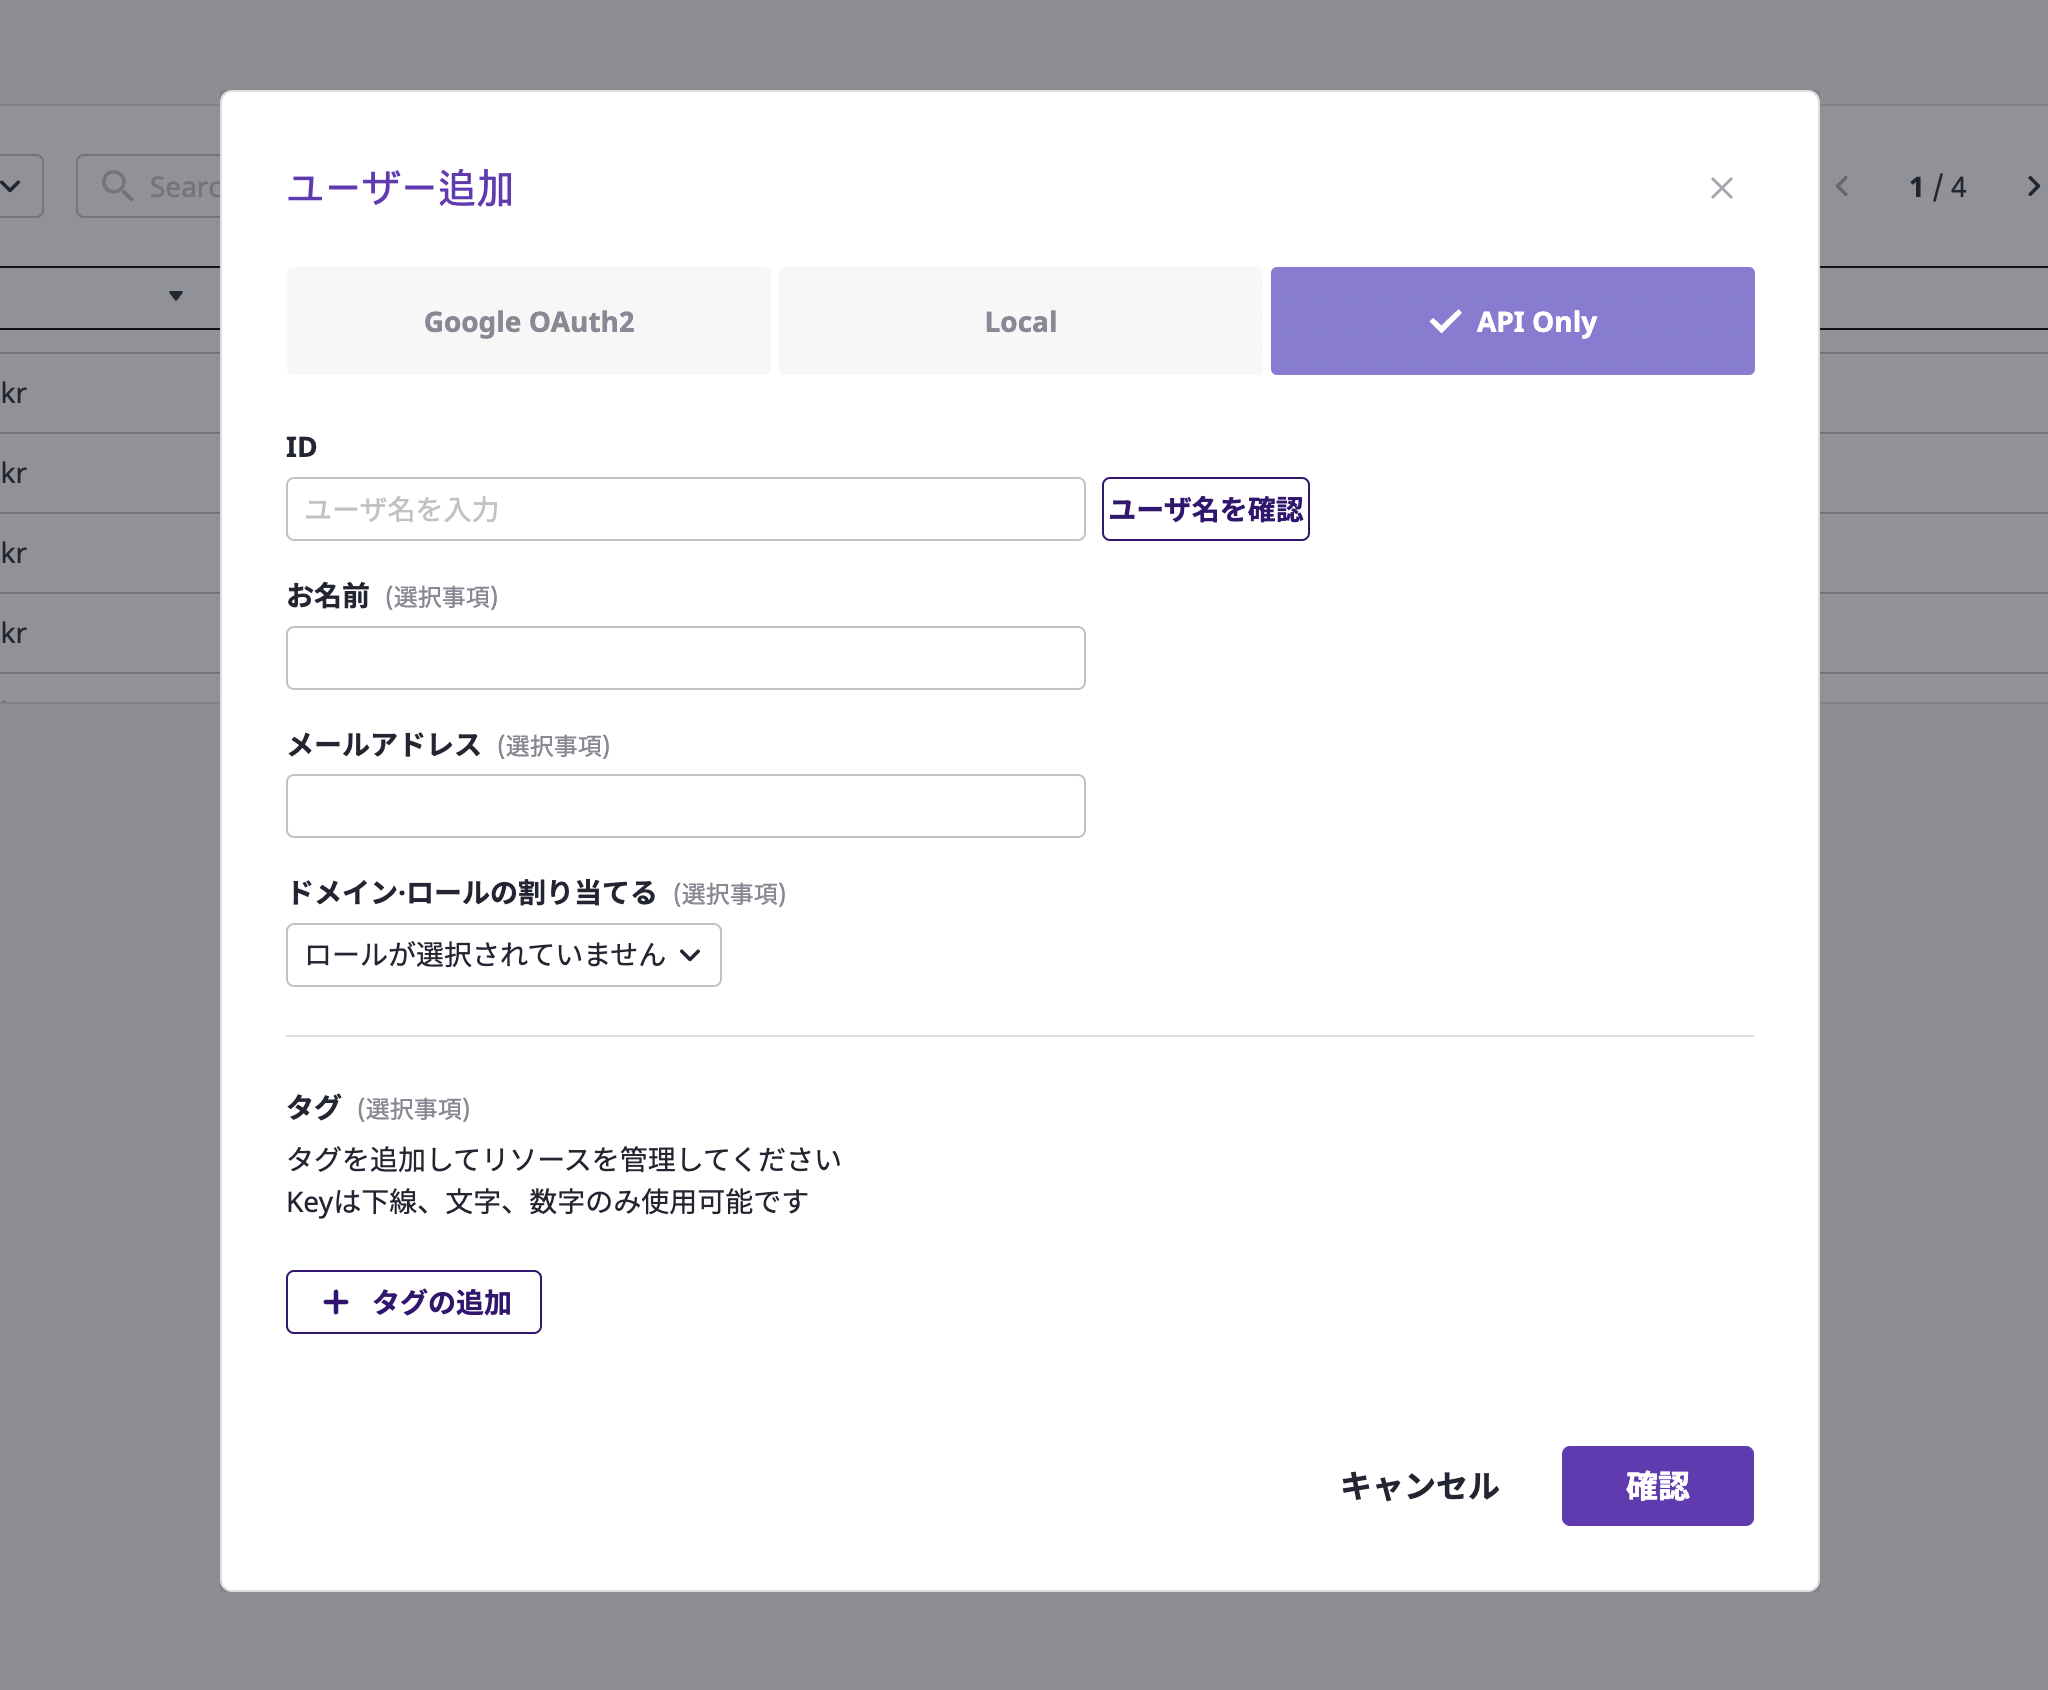 Searc
1 / 4
kr
kr
kr
kr
ユーザー追加
Google OAuth2
Local
API Only
ID
ユーザ名を入力
ユーザ名を確認
お名前 (選択事項)
メールアドレス (選択事項)
ドメイン·ロールの割り当てる (選択事項)
ロールが選択されていません
タグ (選択事項)
タグを追加してリソースを管理してください
Keyは下線、文字、数字のみ使用可能です
タグの追加
キャンセル
確認